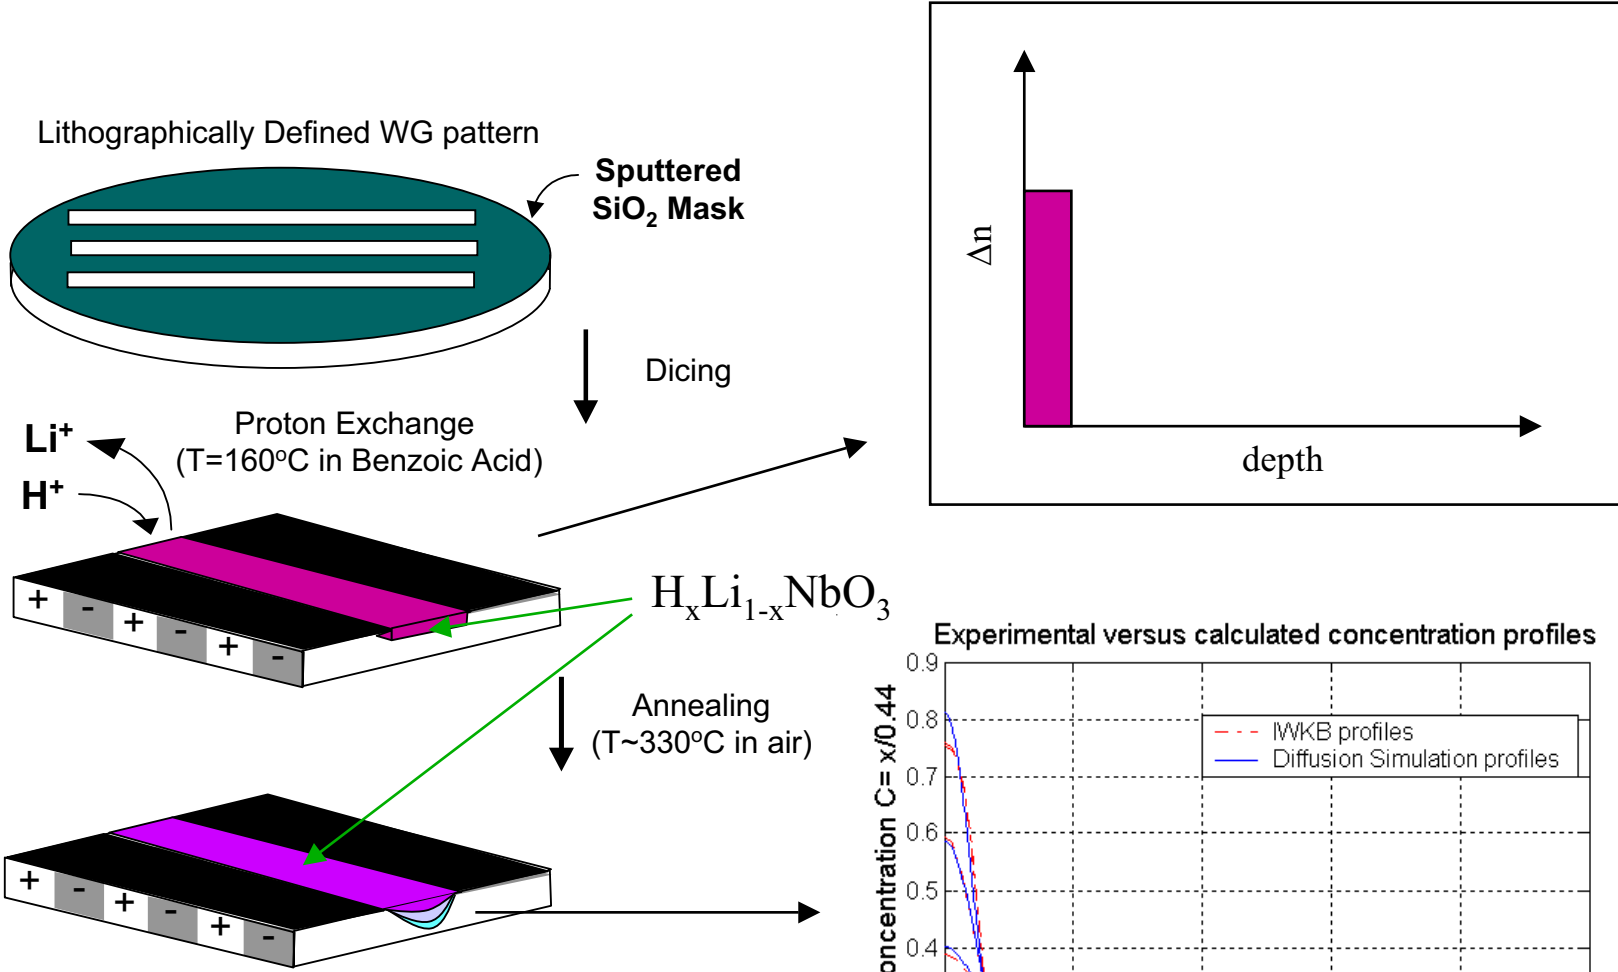 Lithographically Defined WG pattern
Sputtered
SiO2 Mask
Δn
depth
Dicing
Proton Exchange
(T=160oC in Benzoic Acid)
Li+
H+
+ - + - + -
HxLi1-xNbO3
Annealing
(T~330oC in air)
+ - + - + -
Experimental versus calculated concentration profiles
IWKB profiles
Diffusion Simulation profiles
oncentration C= x/0.44
0.9
0.8
0.7
0.6
0.5
0.4